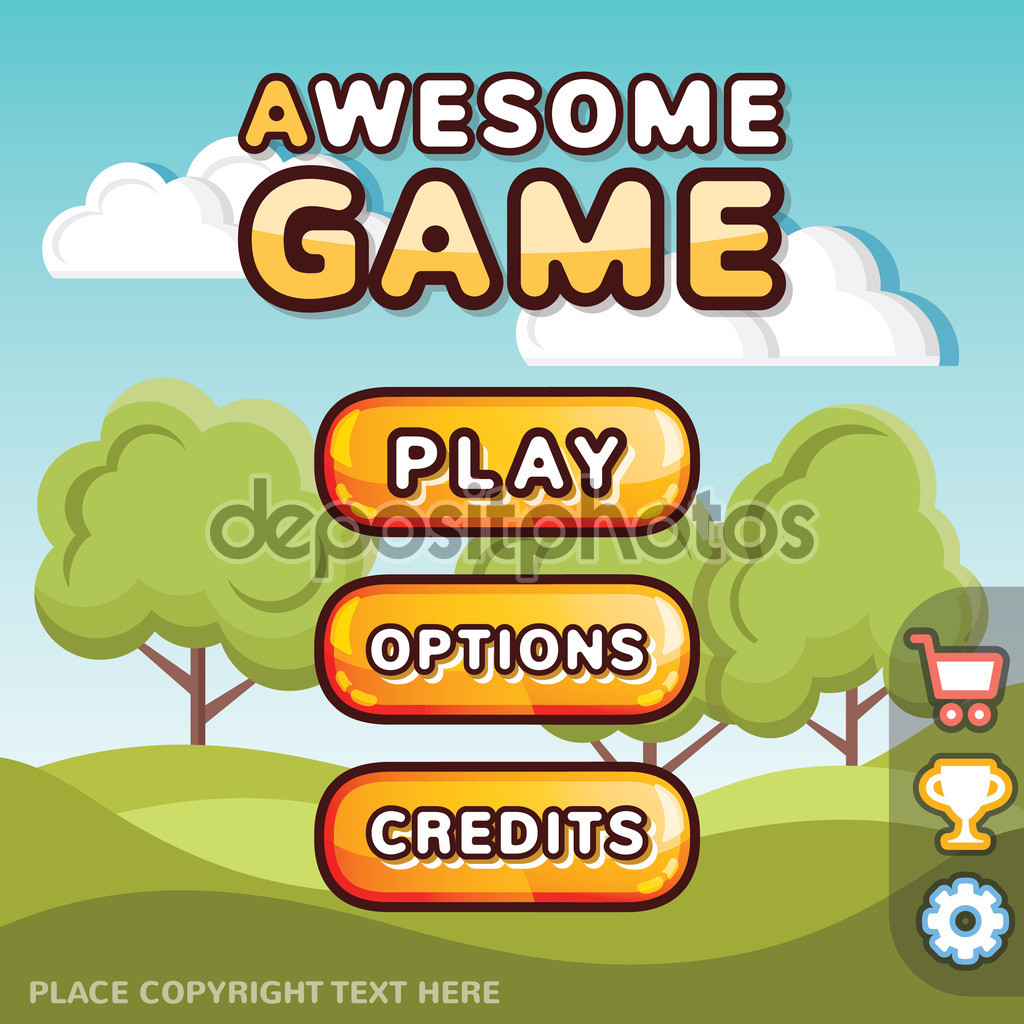 AWESOME
GAME
PLAY
depositphotos
OPTIONS
CREDITS
PLACE COPYRIGHT TEXT HERE